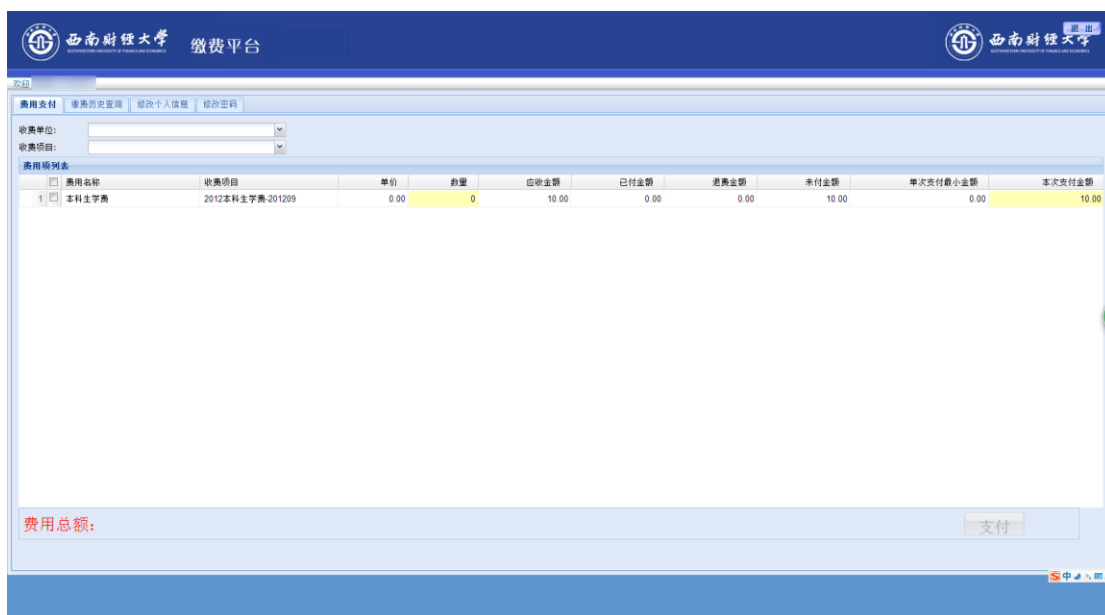 西南财经大学 缴费平台 西南财经大学 退 出
欢迎
费用支付 缴费历史查询 修改个人信息 修改密码
收费单位:
收费项目:
费用项列表
费用名称 收费项目 单价 数量 应收金额 已付金额 退费金额 未付金额 单次支付最小金额 本次支付金额
1 本科生学费 2012本科生学费-201209 0.00 0 10.00 0.00 0.00 10.00 0.00 10.00
费用总额: 支付
S 中